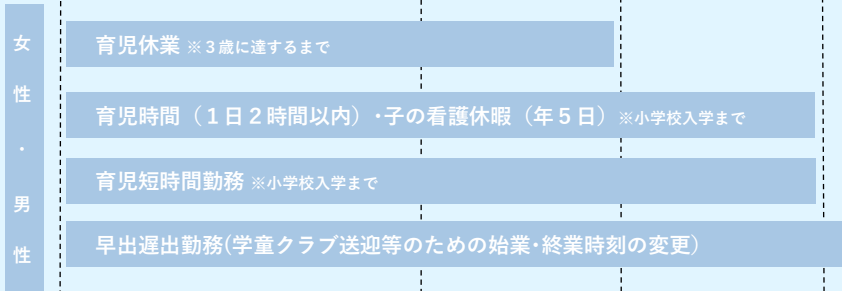 女性・男性
育児休業 ※３歳に達するまで
育児時間（１日２時間以内）･子の看護休暇（年５日）※小学校入学まで
育児短時間勤務 ※小学校入学まで
早出遅出勤務(学童クラブ送迎等のための始業･終業時刻の変更)